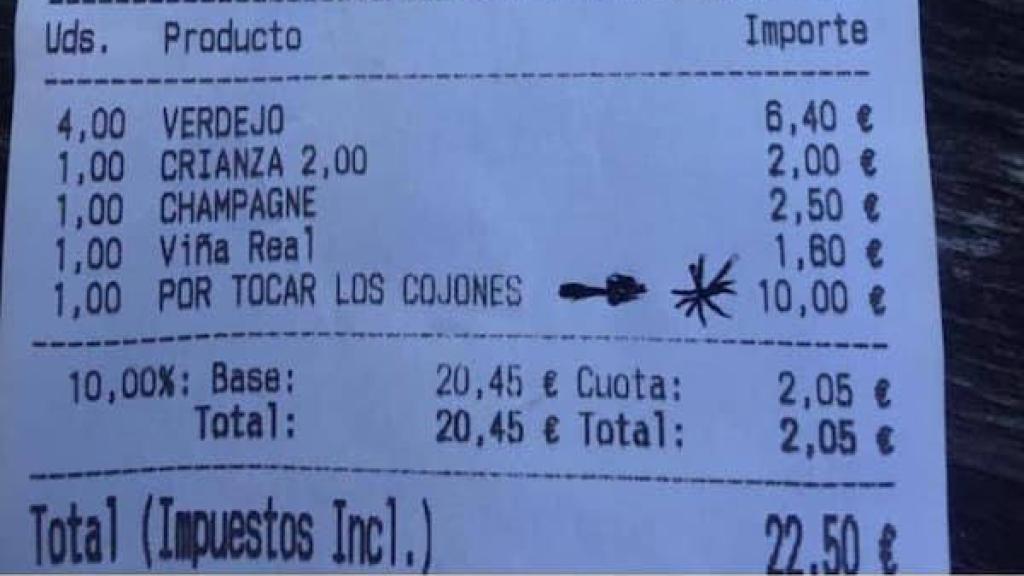 Uds. Producto Importe
4,00 VERDEJO 6,40 €
1,00 CRIANZA 2,00 2,00 €
1,00 CHAMPAGNE 2,50 €
1,00 Viña Real 1,60 €
1,00 POR TOCAR LOS COJONES 10,00 €
10,00%: Base: 20,45 € Cuota: 2,05 €
Total: 20,45 € Total: 2,05 €
Total (Impuestos Incl.) 22,50 €